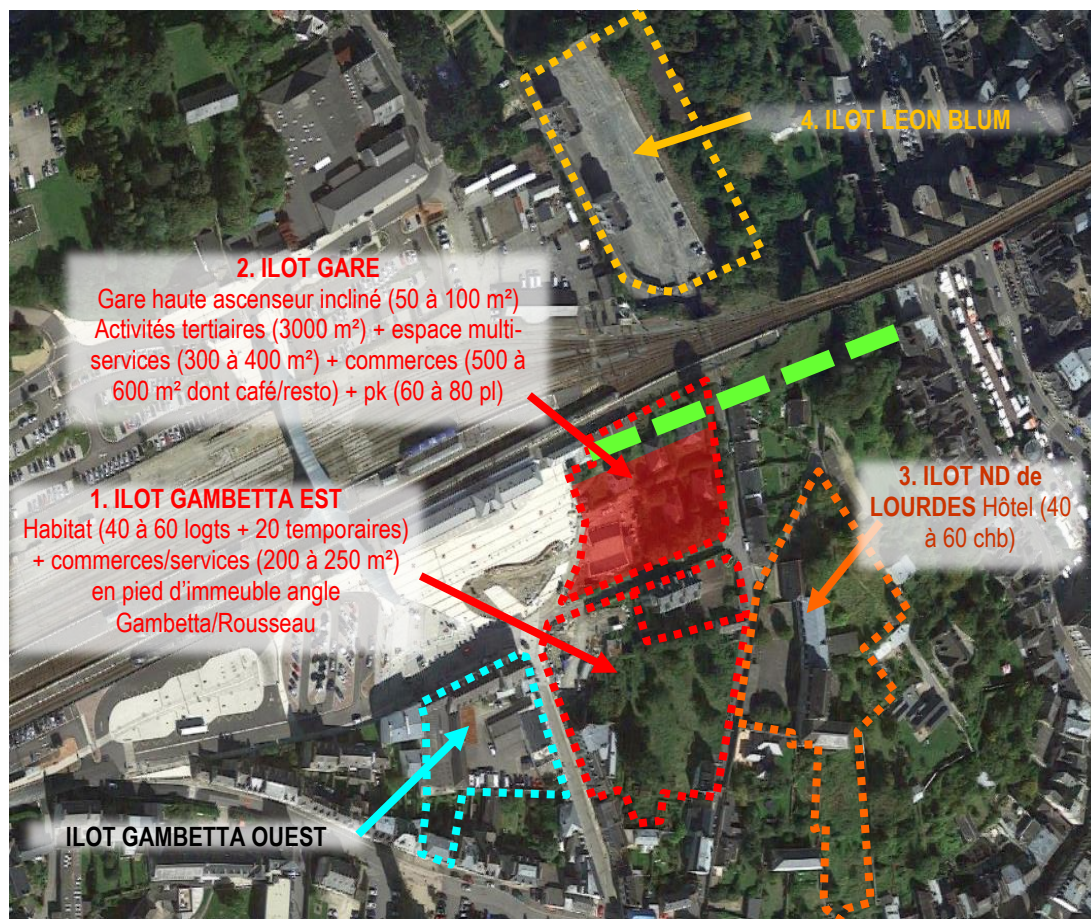 4. ILOT LEON BLUM
2. ILOT GARE
Gare haute ascenseur incliné (50 à 100 m²)
Activités tertiaires (3000 m²) + espace multi-
services (300 à 400 m²) + commerces (500 à
600 m² dont café/resto) + pk (60 à 80 pl)
1. ILOT GAMBETTA EST
Habitat (40 à 60 logts + 20 temporaires)
+ commerces/services (200 à 250 m²)
en pied d’immeuble angle
Gambetta/Rousseau
3. ILOT ND de
LOURDES Hôtel (40
à 60 chb)
ILOT GAMBETTA OUEST